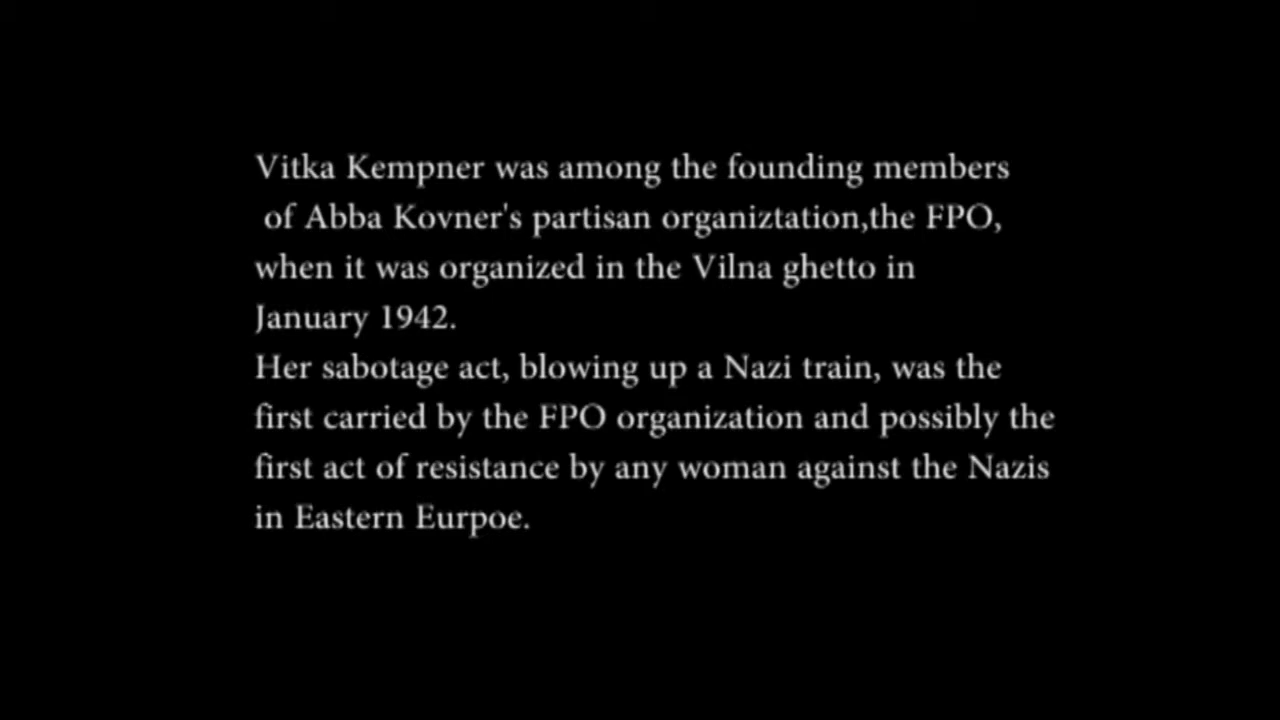 Vitka Kempner was among the founding members
of Abba Kovner's partisan organiztation,the FPO,
when it was organized in the Vilna ghetto in
January 1942.
Her sabotage act, blowing up a Nazi train, was the
first carried by the FPO organization and possibly the
first act of resistance by any woman against the Nazis
in Eastern Eurpoe.